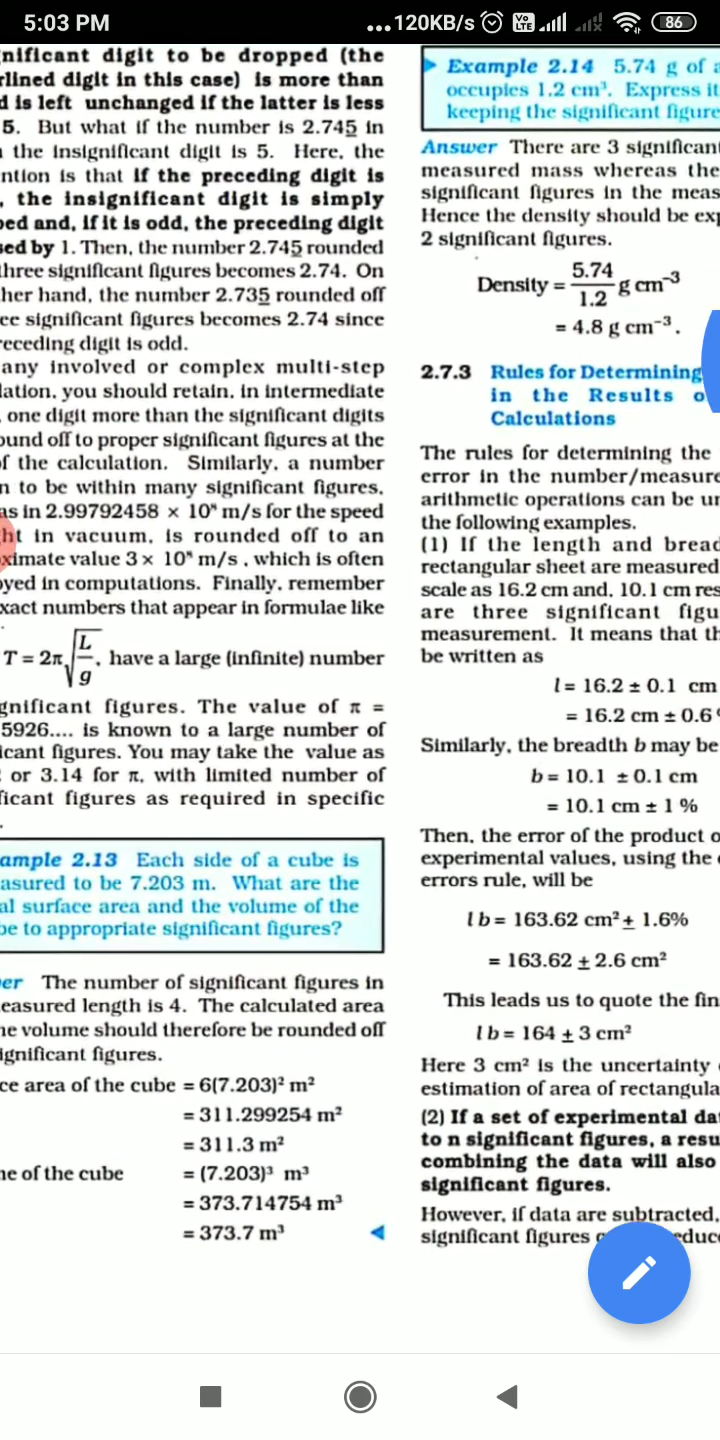 5:03 PM
...120KB/s
Vo
LTE
86
nificant digit to be dropped (the
rlined digit in this case) is more than
d is left unchanged if the latter is less
5. But what if the number is 2.745 in
the insignificant digit is 5. Here, the
ntion is that if the preceding digit is
, the insignificant digit is simply
ped and, if it is odd, the preceding digit
sed by 1. Then, the number 2.745 rounded
three significant figures becomes 2.74. On
her hand, the number 2.735 rounded off
ee significant figures becomes 2.74 since
receding digit is odd.
any involved or complex multi-step
lation, you should retain, in intermediate
, one digit more than the significant digits
ound off to proper significant figures at the
f the calculation. Similarly, a number
n to be within many significant figures,
as in 2.99792458 × 10⁸ m/s for the speed
ht in vacuum, is rounded off to an
ximate value 3 × 10⁸ m/s , which is often
oyed in computations. Finally, remember
xact numbers that appear in formulae like
T = 2π√(L/g), have a large (infinite) number
gnificant figures. The value of π =
5926.... is known to a large number of
icant figures. You may take the value as
or 3.14 for π, with limited number of
ficant figures as required in specific
.
ample 2.13 Each side of a cube is
asured to be 7.203 m. What are the
al surface area and the volume of the
be to appropriate significant figures?
er The number of significant figures in
easured length is 4. The calculated area
he volume should therefore be rounded off
ignificant figures.
ce area of the cube = 6(7.203)² m²
= 311.299254 m²
= 311.3 m²
ne of the cube = (7.203)³ m³
= 373.714754 m³
= 373.7 m³
Example 2.14 5.74 g of a
occupies 1.2 cm³. Express it
keeping the significant figure
Answer There are 3 significant
measured mass whereas the
significant figures in the meas
Hence the density should be exp
2 significant figures.
Density = 5.74/1.2 g cm⁻³
= 4.8 g cm⁻³ .
2.7.3 Rules for Determining
in the Results o
Calculations
The rules for determining the
error in the number/measure
arithmetic operations can be un
the following examples.
(1) If the length and bread
rectangular sheet are measured
scale as 16.2 cm and, 10.1 cm res
are three significant figu
measurement. It means that th
be written as
l = 16.2 ± 0.1 cm
= 16.2 cm ± 0.6
Similarly, the breadth b may be
b = 10.1 ± 0.1 cm
= 10.1 cm ± 1 %
Then, the error of the product o
experimental values, using the
errors rule, will be
l b = 163.62 cm² ± 1.6%
= 163.62 ± 2.6 cm²
This leads us to quote the fin
l b = 164 ± 3 cm²
Here 3 cm² is the uncertainty
estimation of area of rectangula
(2) If a set of experimental da
to n significant figures, a resu
combining the data will also
significant figures.
However, if data are subtracted,
significant figures educ